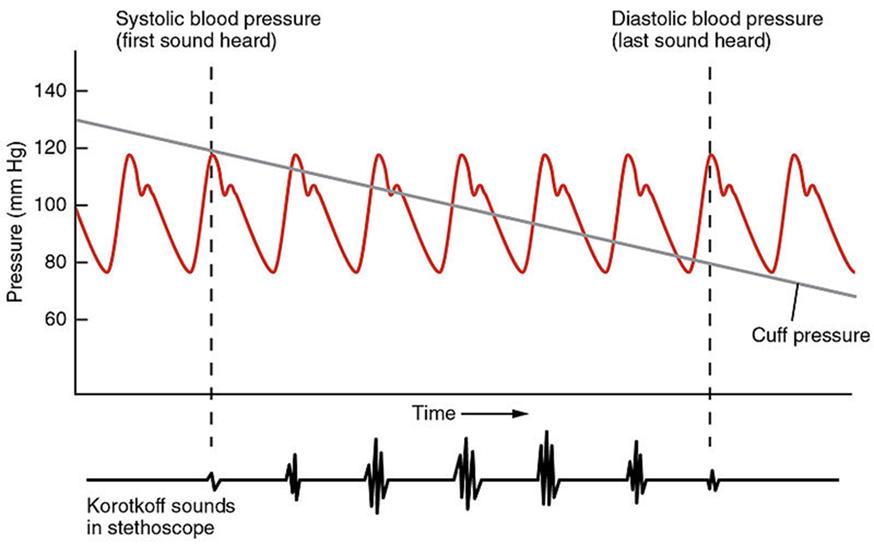 Systolic blood pressure
(first sound heard)
Diastolic blood pressure
(last sound heard)
Pressure (mm Hg)
140
120
100
80
60
Cuff pressure
Time
Korotkoff sounds
in stethoscope